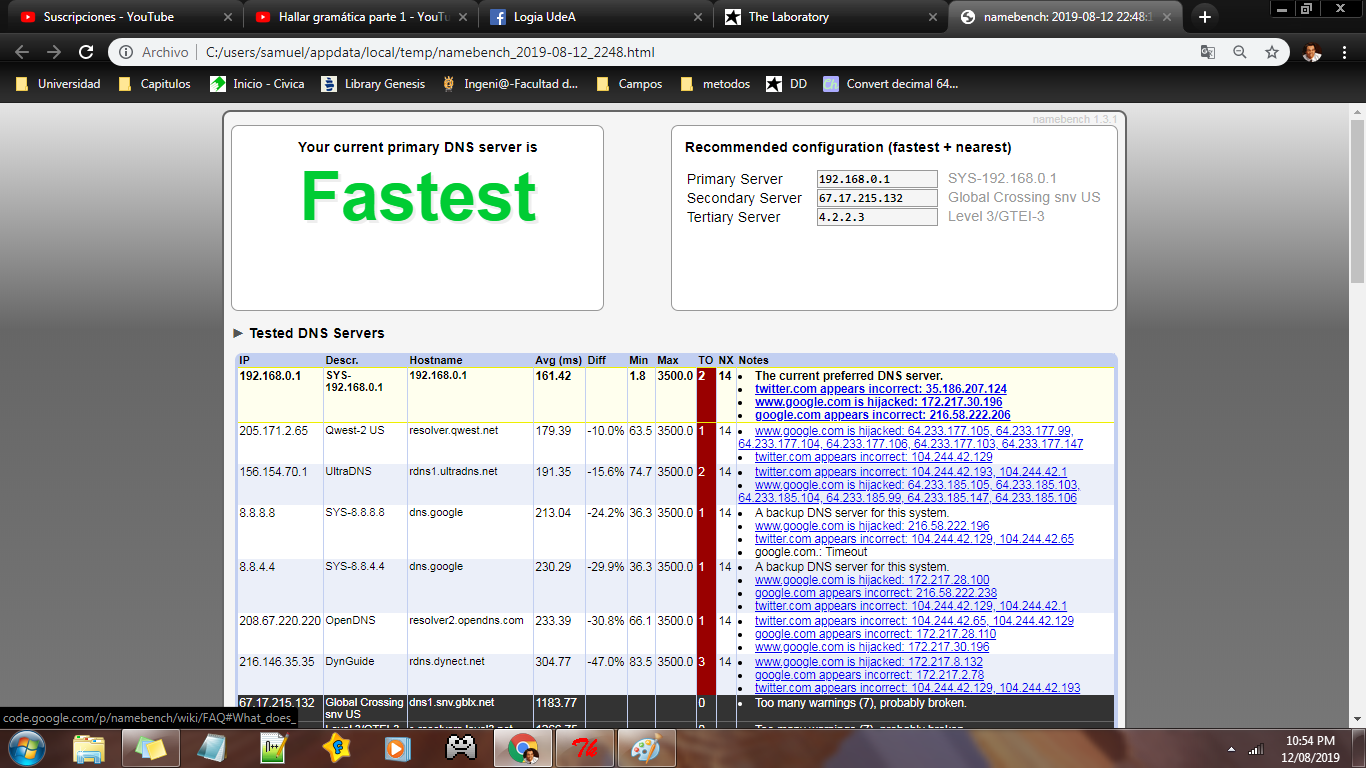 Suscripciones - YouTube
Hallar gramática parte 1 - YouTu
Logia UdeA
The Laboratory
namebench: 2019-08-12 22:48:1
Archivo C:/users/samuel/appdata/local/temp/namebench_2019-08-12_2248.html
Universidad Capitulos Inicio - Civica Library Genesis Ingeni@-Facultad d... Campos metodos DD Convert decimal 64...
namebench 1.3.1
Your current primary DNS server is
Fastest
Recommended configuration (fastest + nearest)
Primary Server 192.168.0.1 SYS-192.168.0.1
Secondary Server 67.17.215.132 Global Crossing snv US
Tertiary Server 4.2.2.3 Level 3/GTEI-3
Tested DNS Servers
IP Descr. Hostname Avg (ms) Diff Min Max TO NX Notes
192.168.0.1 SYS-192.168.0.1 192.168.0.1 161.42 1.8 3500.0 2 14 • The current preferred DNS server.
• twitter.com appears incorrect: 35.186.207.124
• www.google.com is hijacked: 172.217.30.196
• google.com appears incorrect: 216.58.222.206
205.171.2.65 Qwest-2 US resolver.qwest.net 179.39 -10.0% 63.5 3500.0 1 14 • www.google.com is hijacked: 64.233.177.105, 64.233.177.99,
64.233.177.104, 64.233.177.106, 64.233.177.103, 64.233.177.147
• twitter.com appears incorrect: 104.244.42.129
156.154.70.1 UltraDNS rdns1.ultradns.net 191.35 -15.6% 74.7 3500.0 2 14 • twitter.com appears incorrect: 104.244.42.193, 104.244.42.1
• www.google.com is hijacked: 64.233.185.105, 64.233.185.103,
64.233.185.104, 64.233.185.99, 64.233.185.147, 64.233.185.106
8.8.8.8 SYS-8.8.8.8 dns.google 213.04 -24.2% 36.3 3500.0 1 14 • A backup DNS server for this system.
• www.google.com is hijacked: 216.58.222.196
• twitter.com appears incorrect: 104.244.42.129, 104.244.42.65
• google.com.: Timeout
8.8.4.4 SYS-8.8.4.4 dns.google 230.29 -29.9% 36.3 3500.0 1 14 • A backup DNS server for this system.
• www.google.com is hijacked: 172.217.28.100
• google.com appears incorrect: 216.58.222.238
• twitter.com appears incorrect: 104.244.42.129, 104.244.42.1
208.67.220.220 OpenDNS resolver2.opendns.com 233.39 -30.8% 66.1 3500.0 1 14 • twitter.com appears incorrect: 104.244.42.65, 104.244.42.129
• google.com appears incorrect: 172.217.28.110
• www.google.com is hijacked: 172.217.30.196
216.146.35.35 DynGuide rdns.dynect.net 304.77 -47.0% 83.5 3500.0 3 14 • www.google.com is hijacked: 172.217.8.132
• google.com appears incorrect: 172.217.2.78
• twitter.com appears incorrect: 104.244.42.129, 104.244.42.193
67.17.215.132 Global Crossing snv US dns1.snv.gblx.net 1183.77 0 • Too many warnings (7), probably broken.
code.google.com/p/namebench/wiki/FAQ#What_does_
10:54 PM
12/08/2019